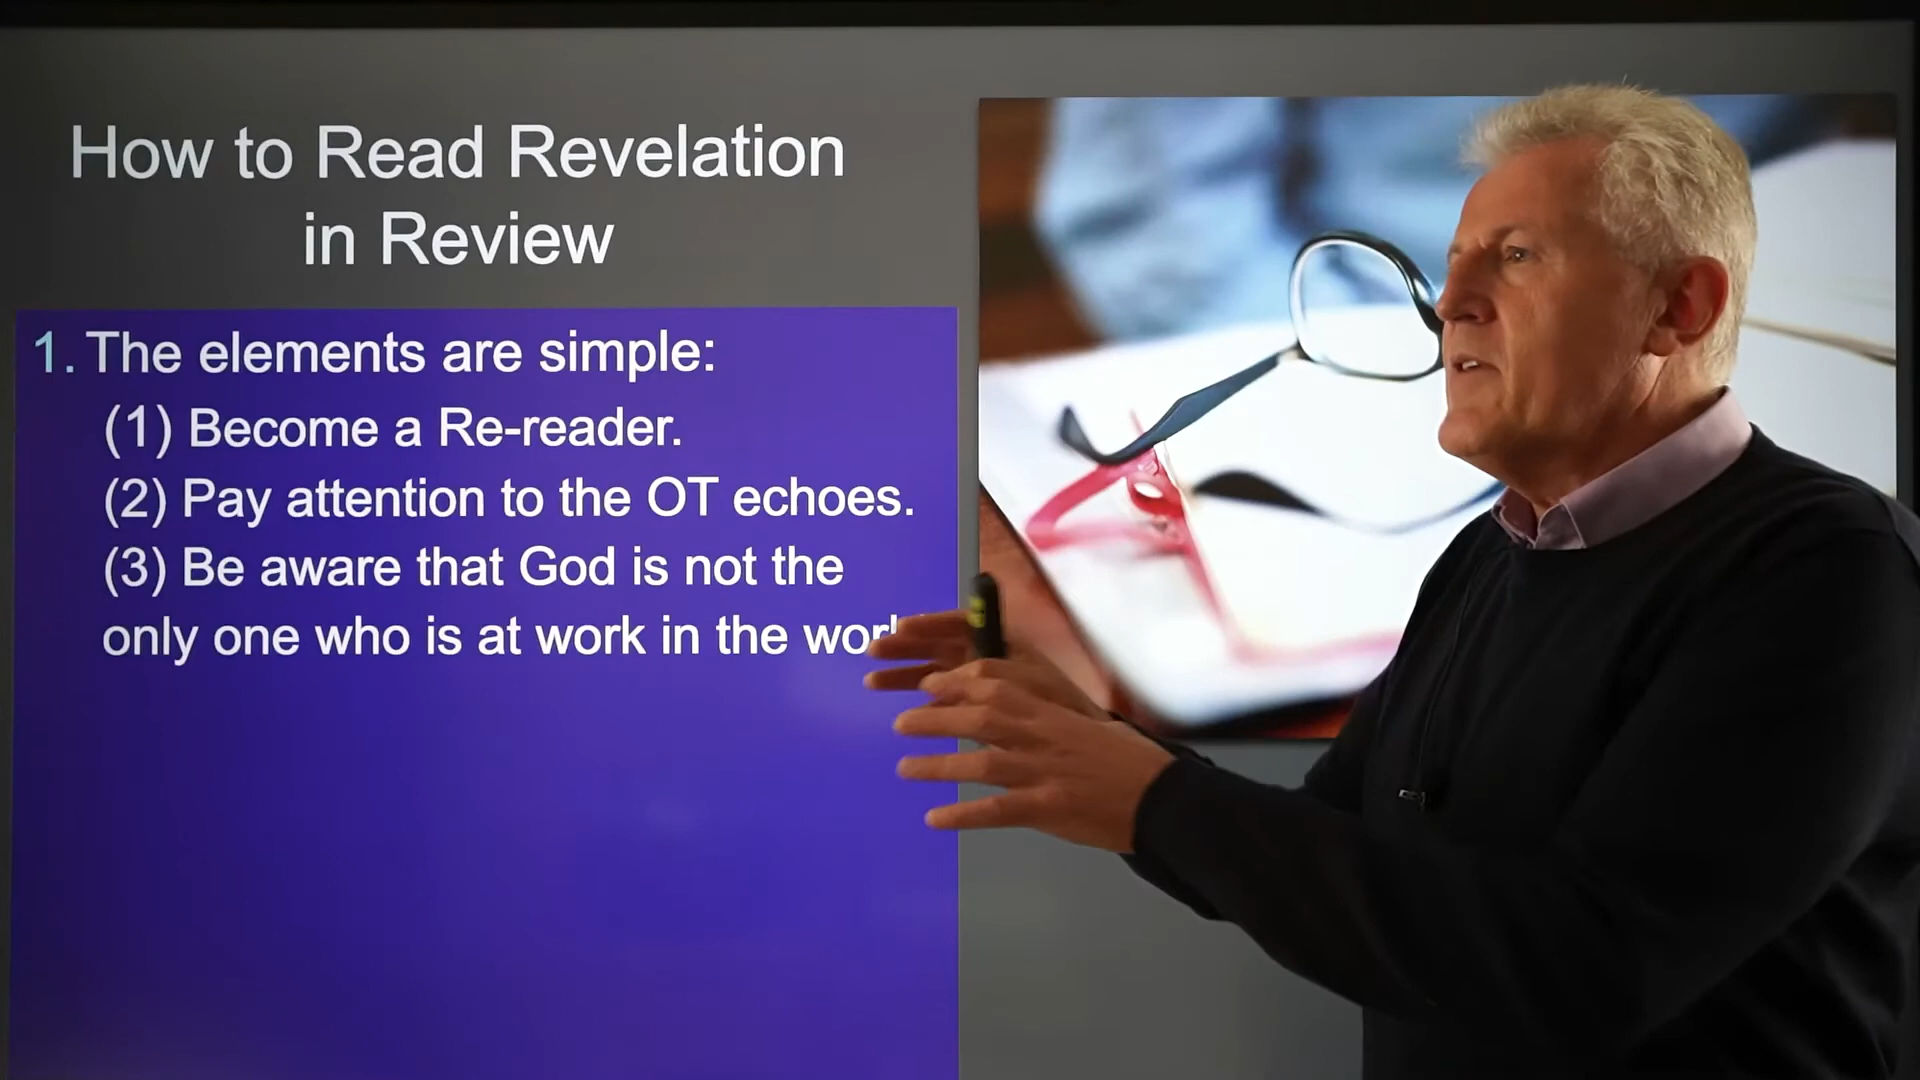 How to Read Revelation
in Review
1. The elements are simple:
(1) Become a Re-reader.
(2) Pay attention to the OT echoes.
(3) Be aware that God is not the
only one who is at work in the